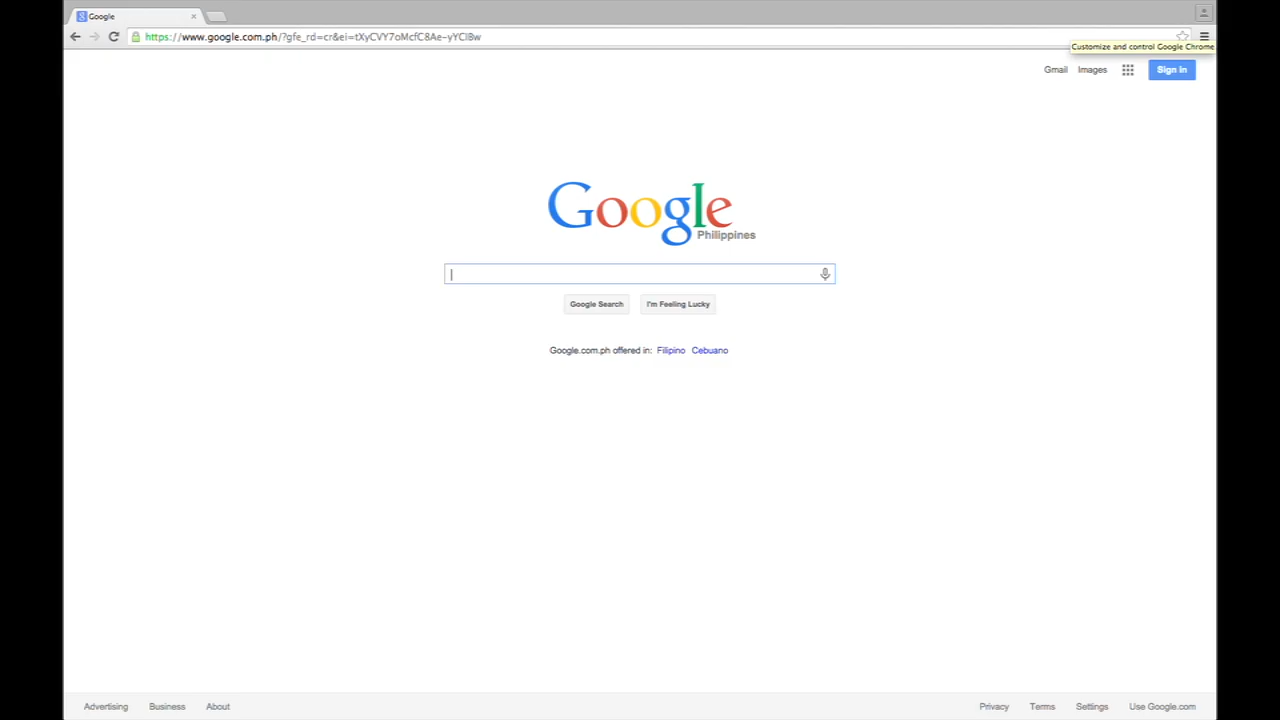 Google
https://www.google.com.ph/?gfe_rd=cr&ei=tXyCVY7oMcfC8Ae-yYCIBw
Customize and control Google Chrome
Gmail Images Sign in
Google
Philippines
Google Search I'm Feeling Lucky
Google.com.ph offered in: Filipino Cebuano
Advertising Business About Privacy Terms Settings Use Google.com